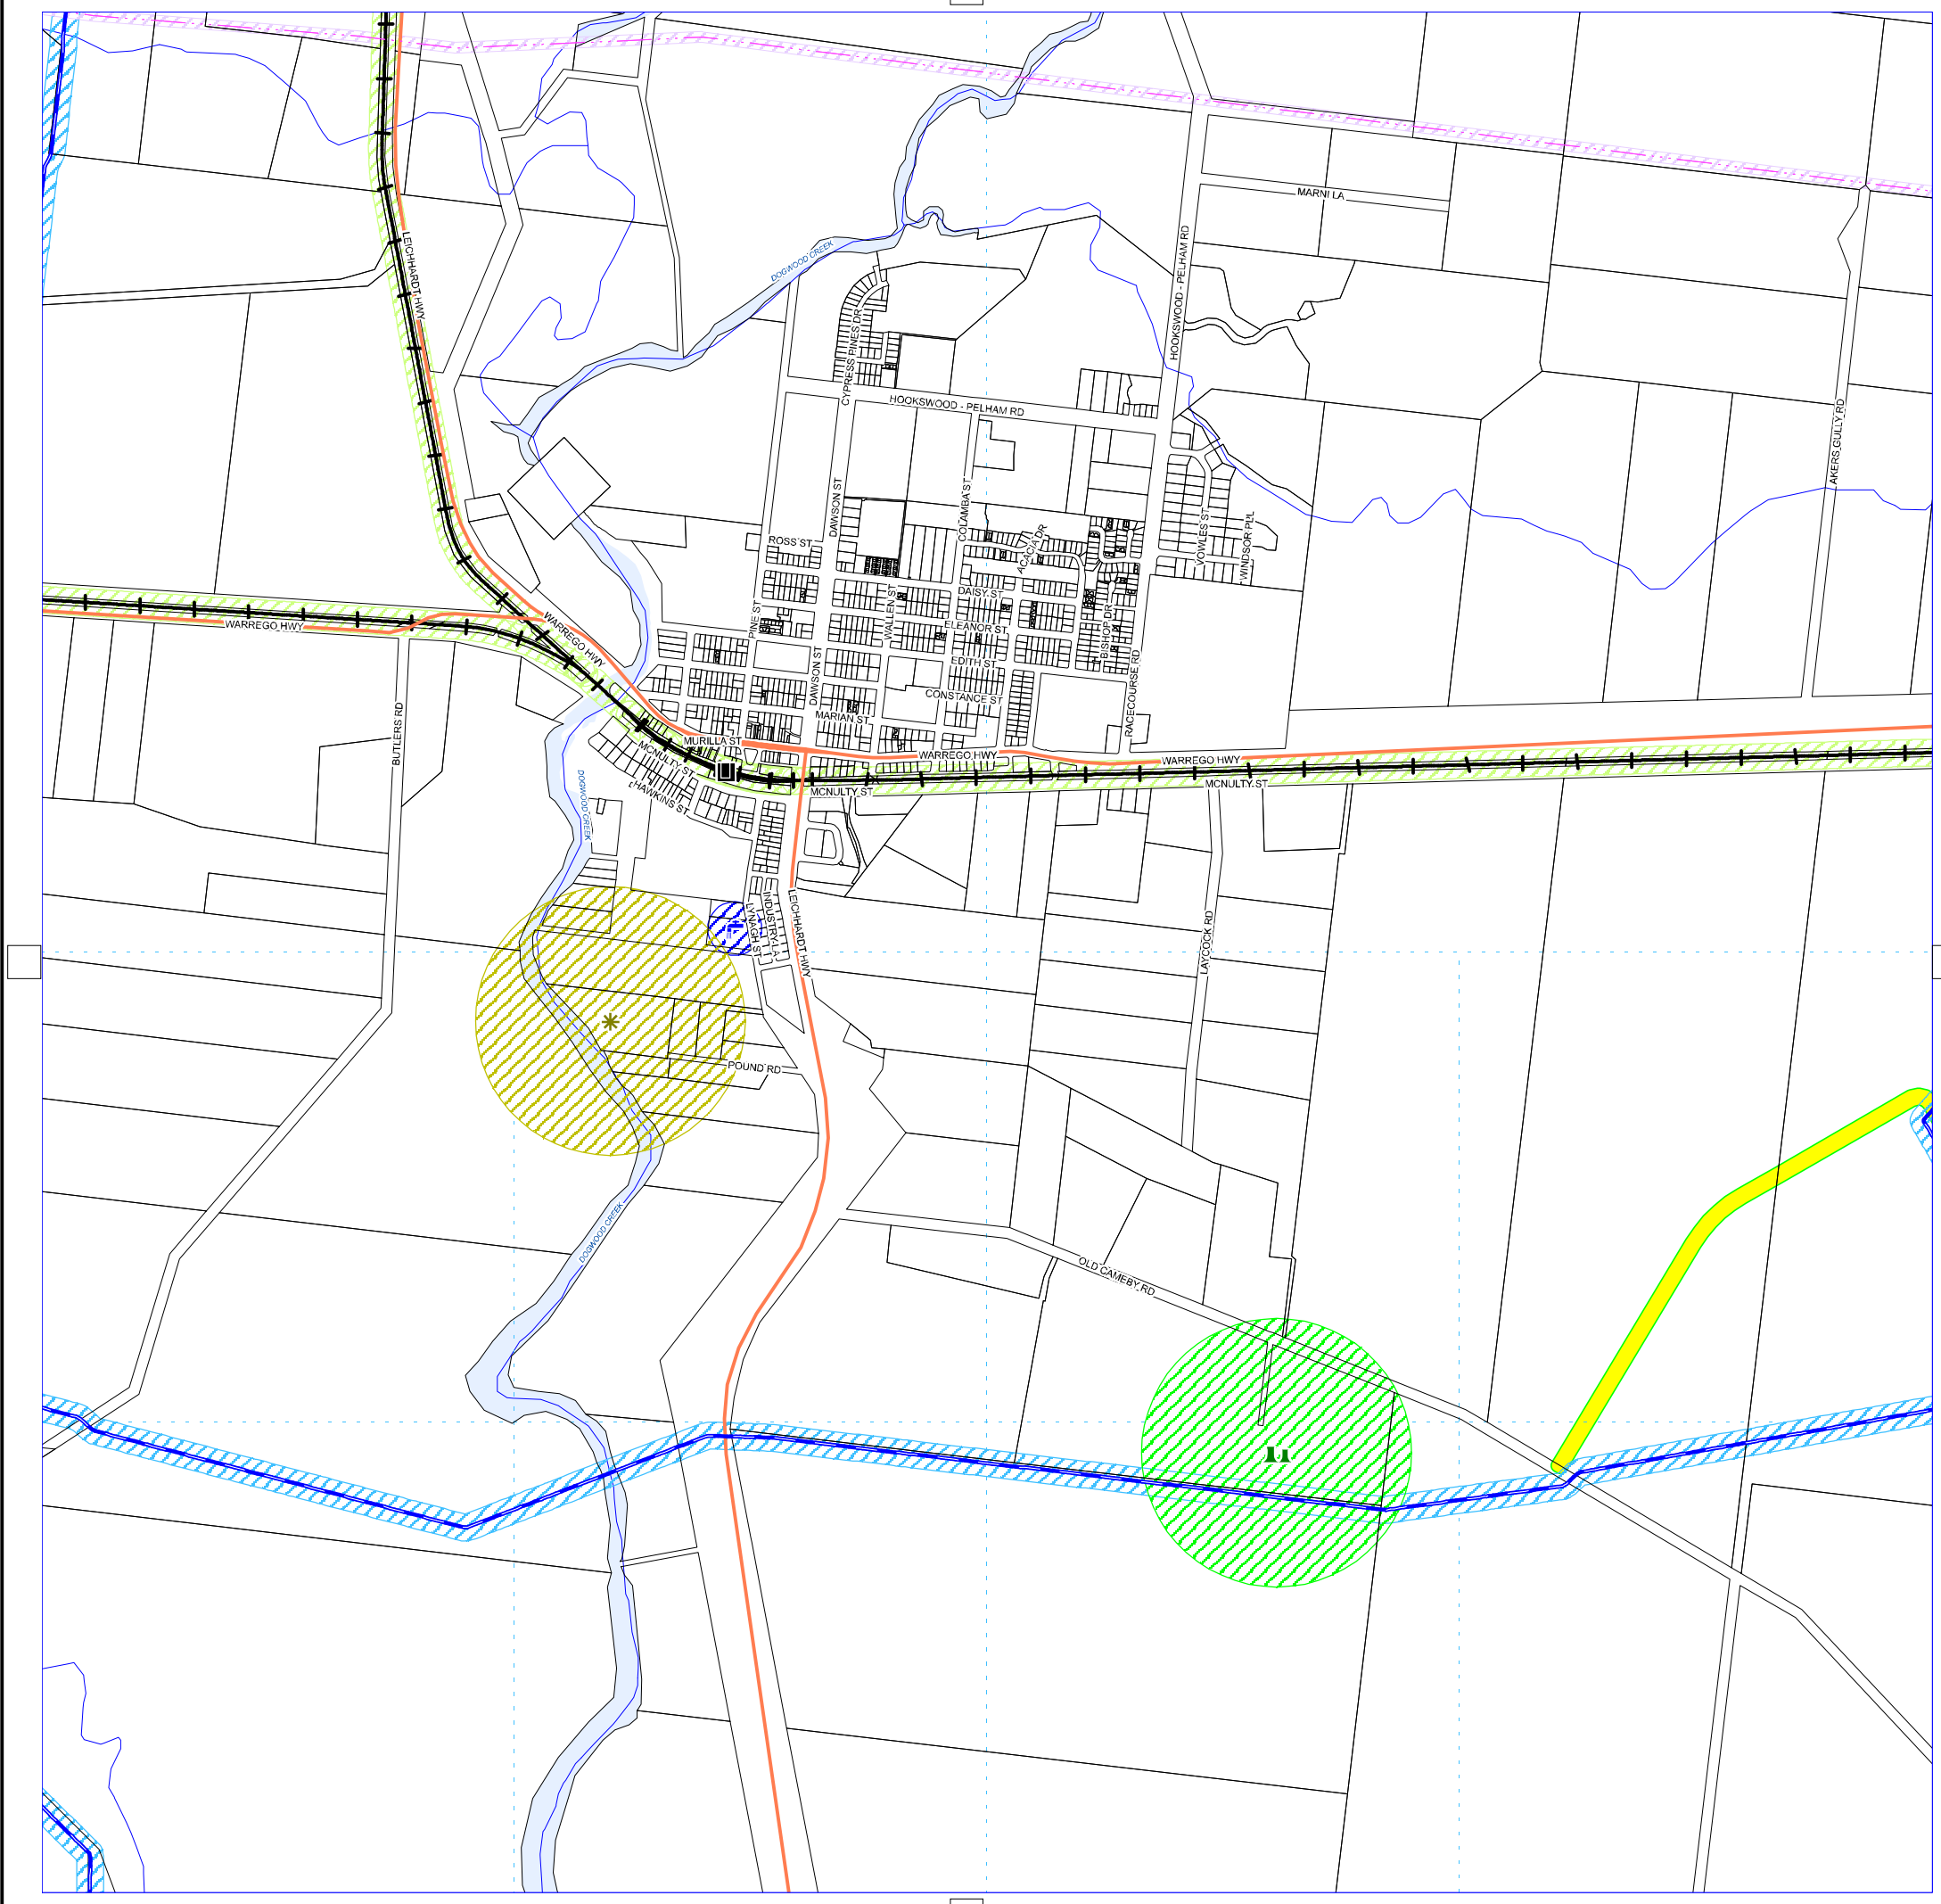 MARNI LA
LEICHHARDT HWY
DOGWOOD CREEK
HOOKSWOOD - PELHAM RD
CYPRESS PINES DR
HOOKSWOOD - PELHAM RD
LAKERS GULLY RD
DAWSON ST
COLAMBA ST
ACACIA DR
VOWLES ST
WINDSOR PL
ROSS ST
DAISY ST
WALLEN ST
PINE ST
ELEANOR ST
BISHOP DR
WARREGO HWY
WARREGO HWY
EDITH ST
DAWSON ST
CONSTANCE ST
RACECOURSE RD
MARIAN ST
BUTLERS RD
MURILLA ST
WARREGO HWY
WARREGO HWY
MCNULTY ST
MCNULTY ST
MCNULTY ST
HAWKINS ST
DOGWOOD CREEK
LYNAGH ST
INDUSTRY LA
LEICHHARDT HWY
LAYCOCK RD
POUND RD
DOGWOOD CREEK
OLD CAMEBY RD